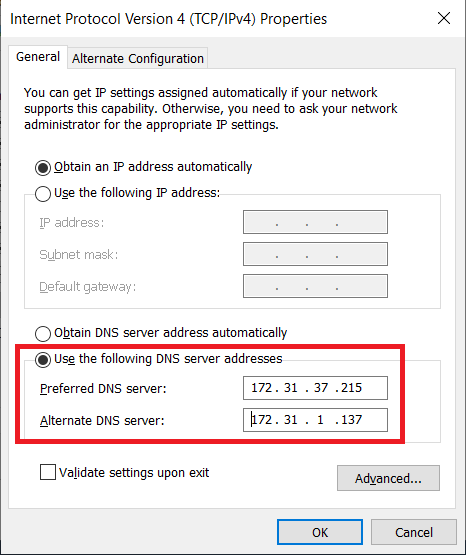 Internet Protocol Version 4 (TCP/IPv4) Properties
General
Alternate Configuration
You can get IP settings assigned automatically if your network
supports this capability. Otherwise, you need to ask your network
administrator for the appropriate IP settings.
Obtain an IP address automatically
Use the following IP address:
IP address:
Subnet mask:
Default gateway:
Obtain DNS server address automatically
Use the following DNS server addresses
Preferred DNS server: 172 . 31 . 37 . 215
Alternate DNS server: 172 . 31 . 1 . 137
Validate settings upon exit
Advanced...
OK
Cancel